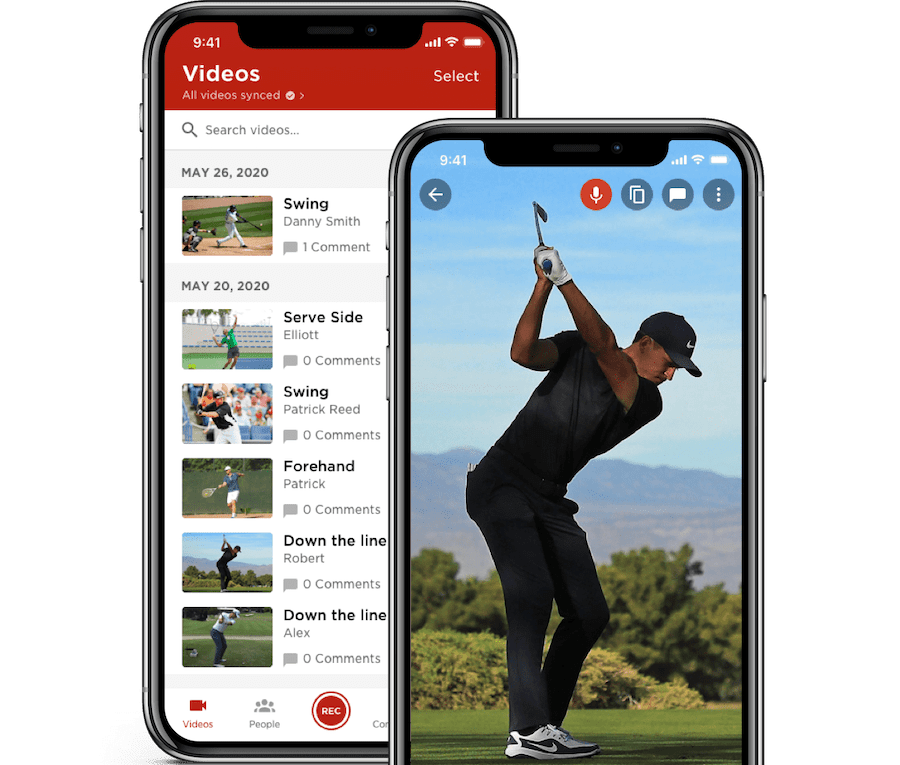 9:41
Videos
Select
All videos synced
Search videos...
MAY 26, 2020
Swing
Danny Smith
1 Comment
MAY 20, 2020
Serve Side
Elliott
0 Comments
Swing
Patrick Reed
0 Comments
Forehand
Patrick
0 Comments
Down the line
Robert
0 Comments
Down the line
Alex
0 Comments
Videos
People
REC
9:41